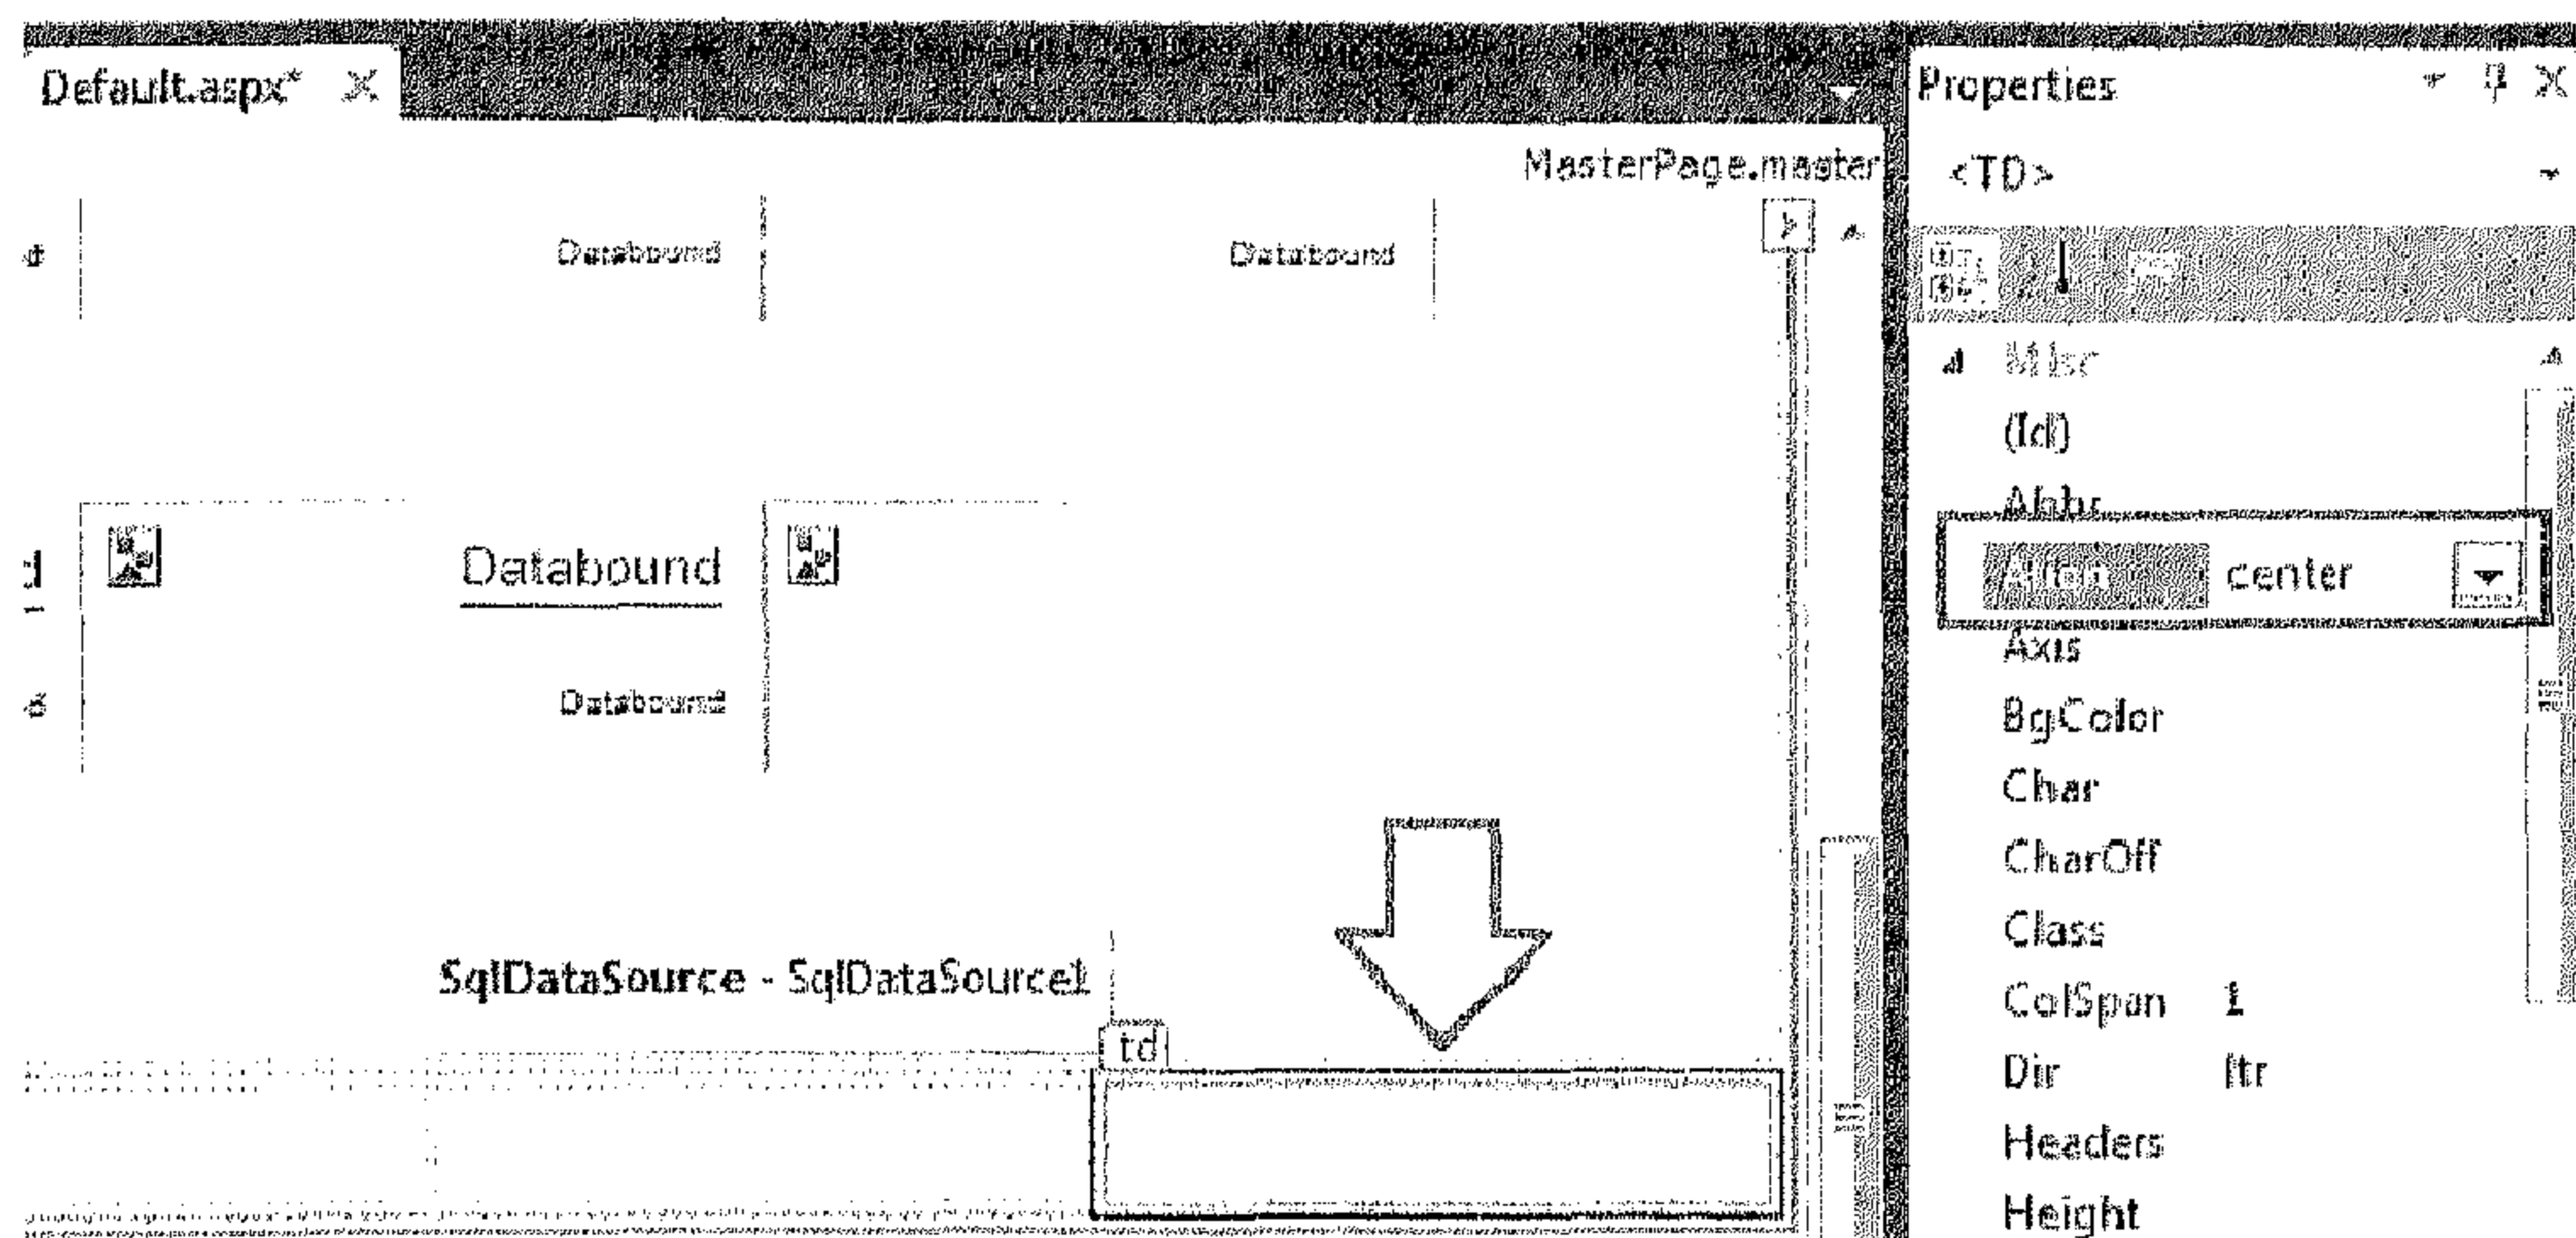 Default.aspx*
MasterPage.master
Databound
Databound
Databound
Databound
SqlDataSource - SqlDataSource1
td
Properties
<TD>
Misc
(Id)
Abbr
Align center
Axis
BgColor
Char
CharOff
Class
ColSpan 1
Dir ltr
Headers
Height